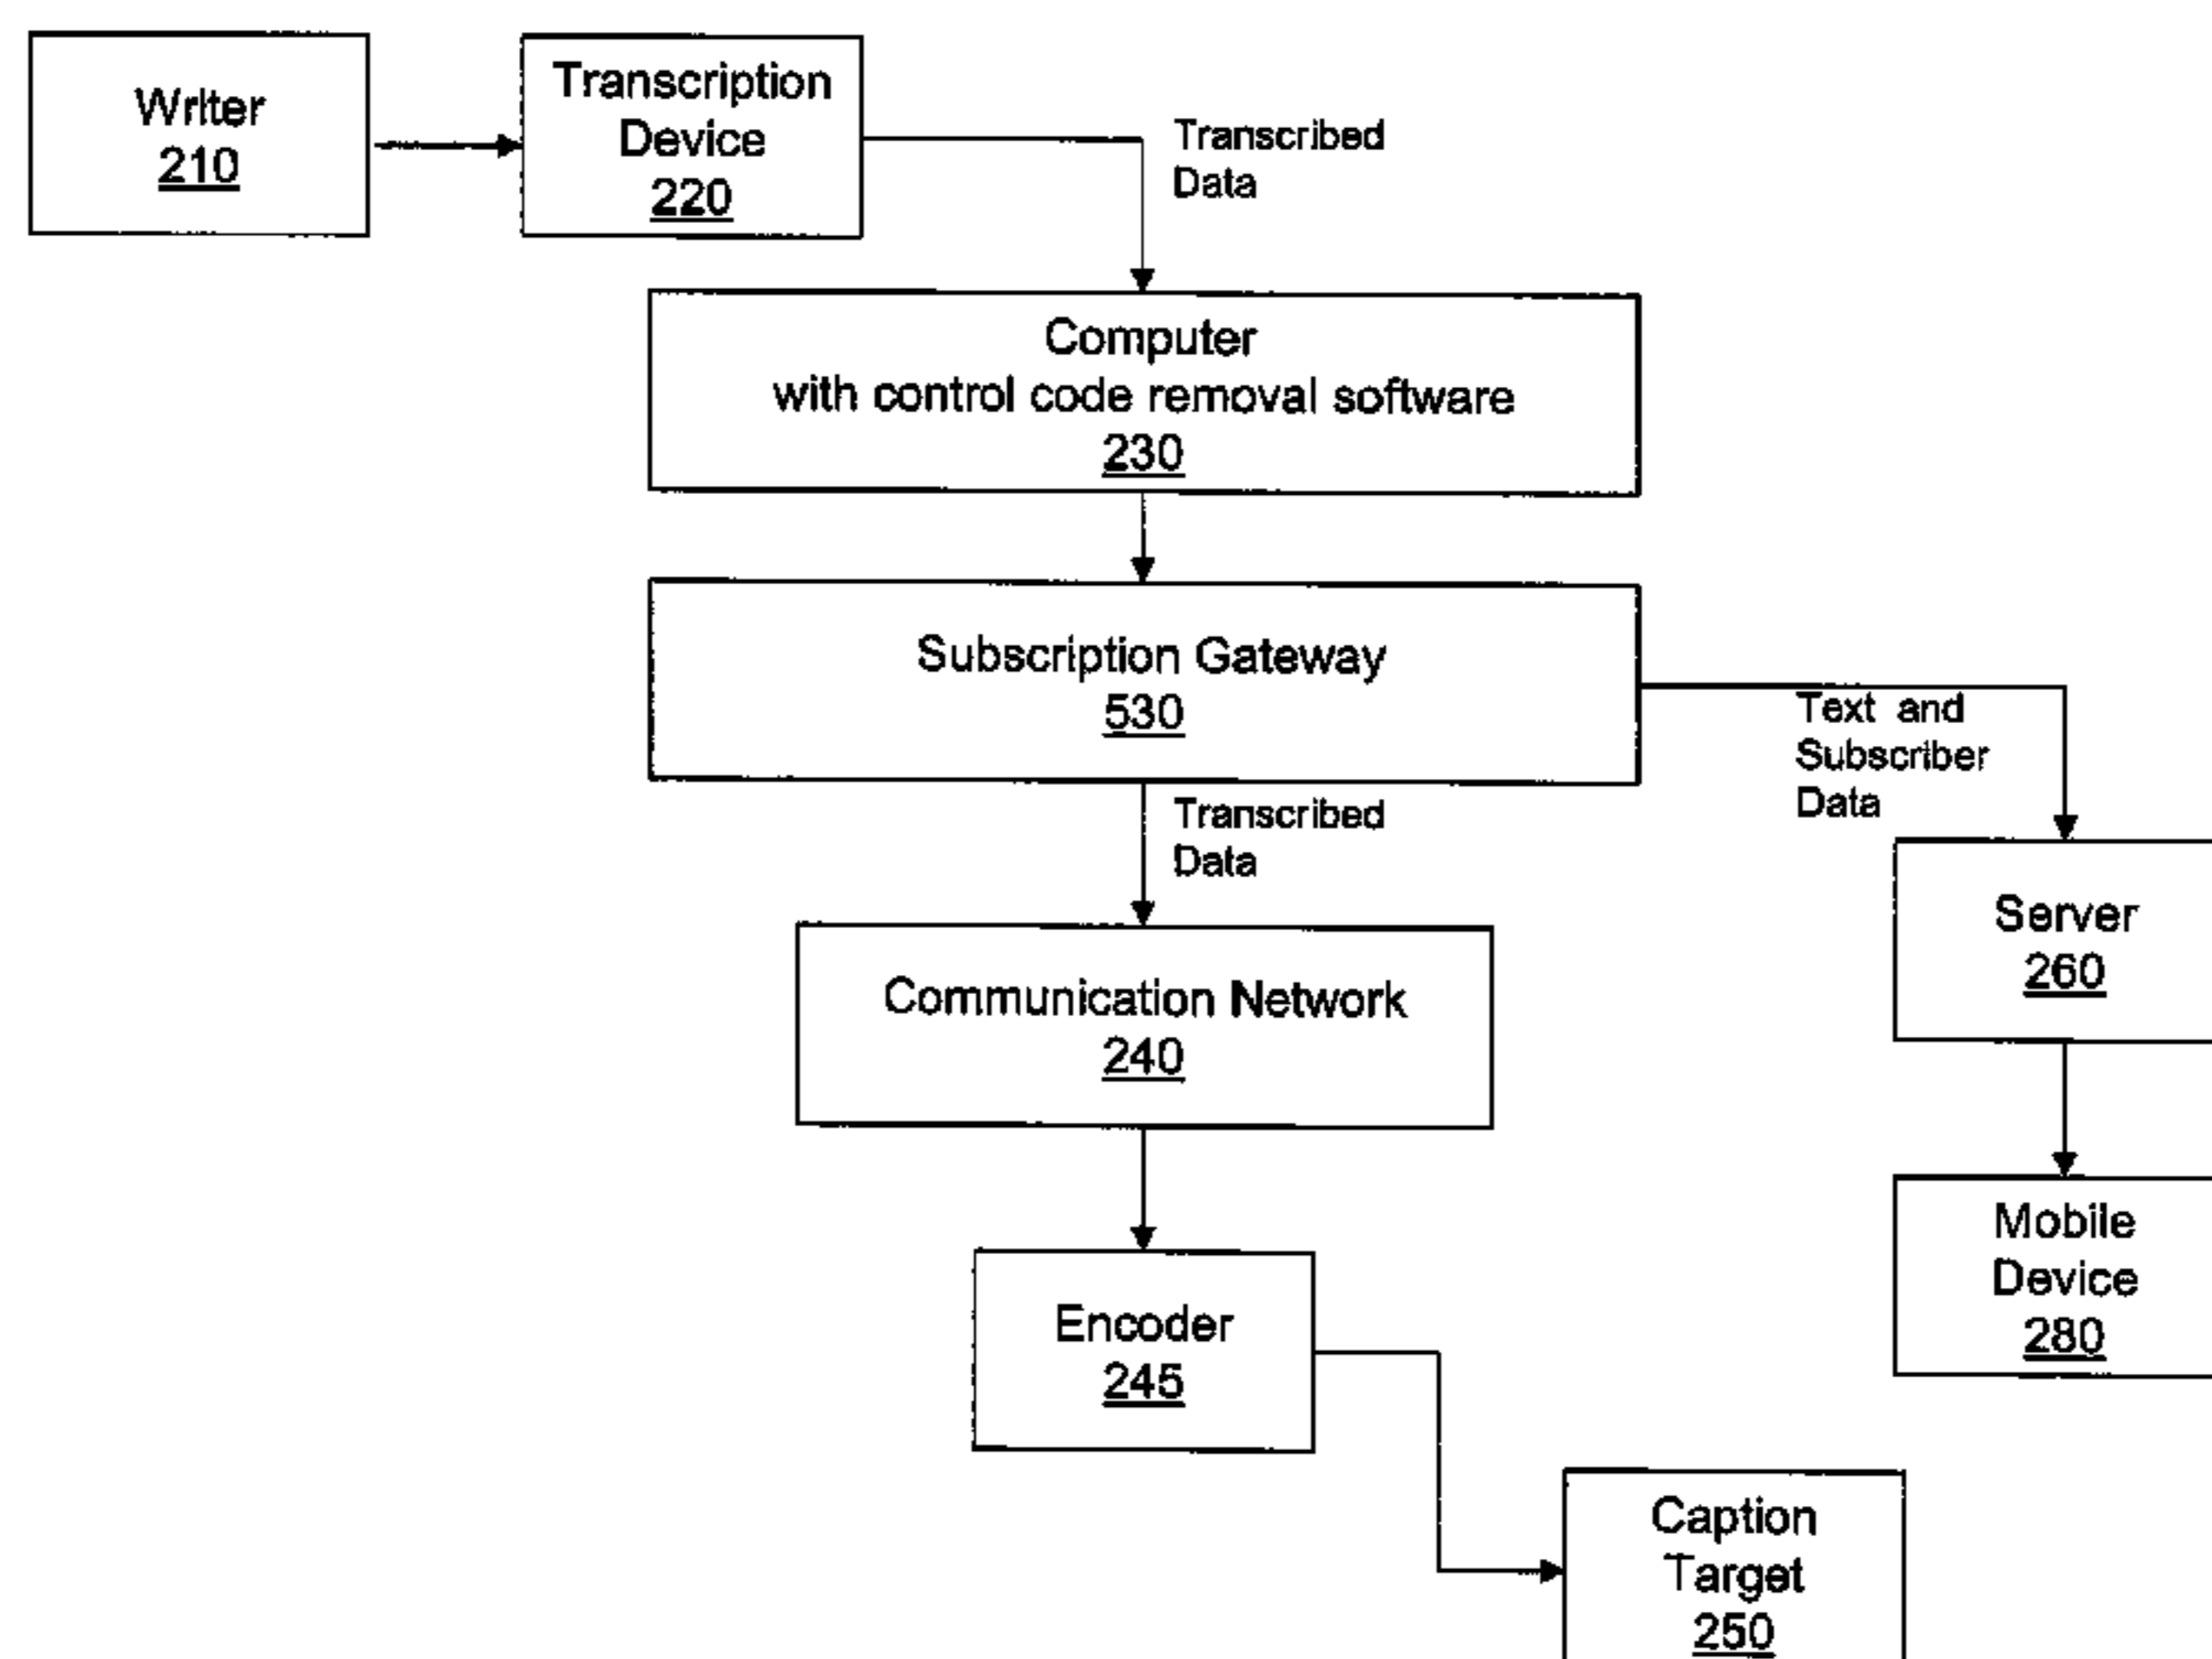 Writer
210
Transcription
Device
220
Transcribed
Data
Computer
with control code removal software
230
Subscription Gateway
530
Text and
Subscriber
Data
Transcribed
Data
Server
260
Communication Network
240
Mobile
Device
280
Encoder
245
Caption
Target
250